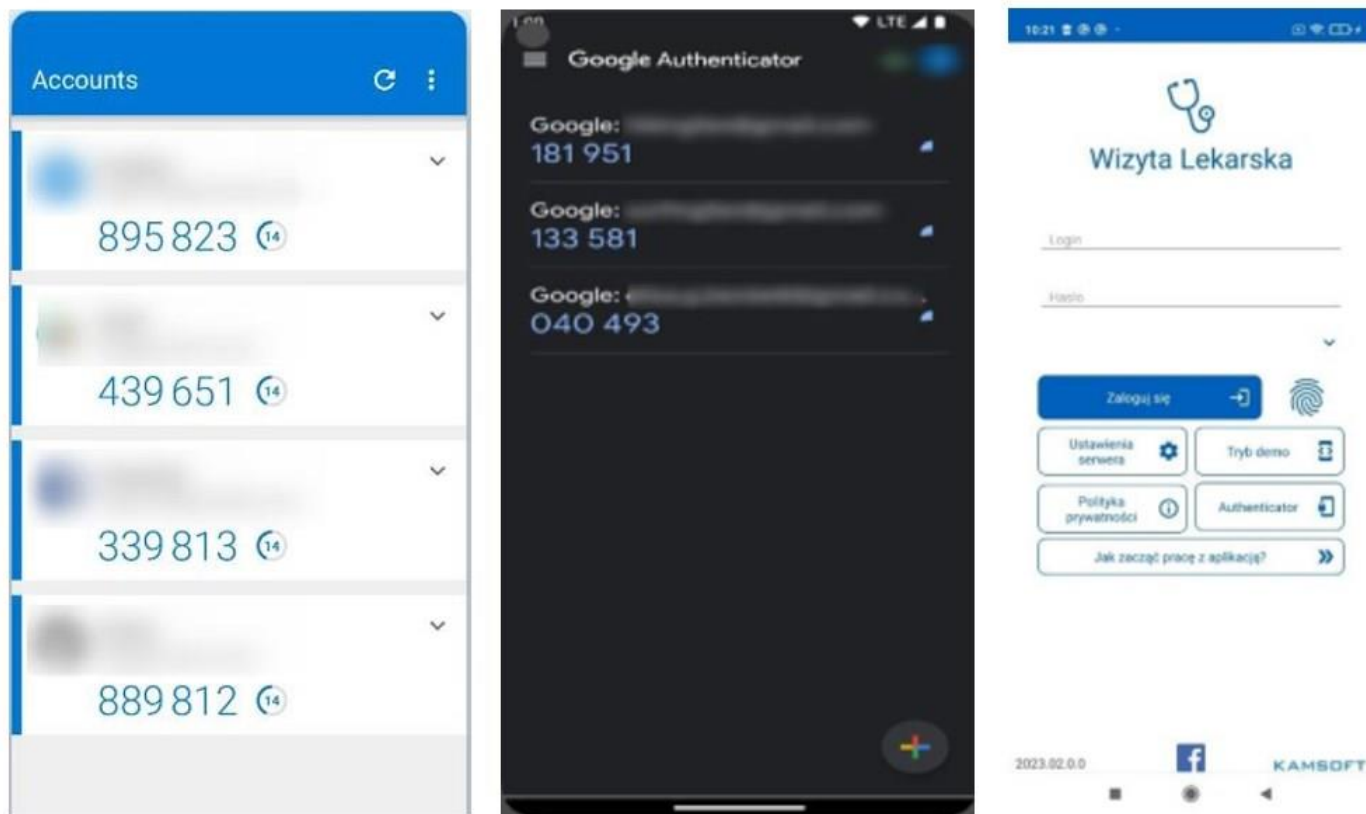 Accounts
895 823 14
439 651 14
339 813 14
889 812 14
LTE
Google Authenticator
Google:
181 951
Google:
133 581
Google:
040 493
10:21
Wizyta Lekarska
Login
Hasło
Zaloguj się
Ustawienia
serwera
Tryb demo
Polityka
prywatności
Authenticator
Jak zacząć pracę z aplikacją?
2023.02.0.0
KAMSOFT